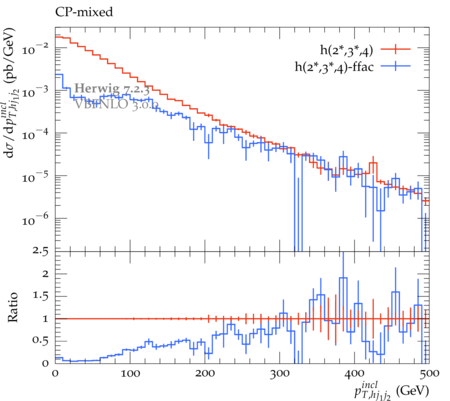 CP-mixed
h(2*,3*,4)
h(2*,3*,4)-ffac
Herwig 7.2.3
VBFNLO 3.0.
dσ/dp_{T,hj_1j_2}^{incl} (pb/GeV)
10^{-2}
10^{-3}
10^{-4}
10^{-5}
10^{-6}
Ratio
2.5
2
1.5
1
0.5
0
0 100 200 300 400 500
p_{T,hj_1j_2}^{incl} (GeV)